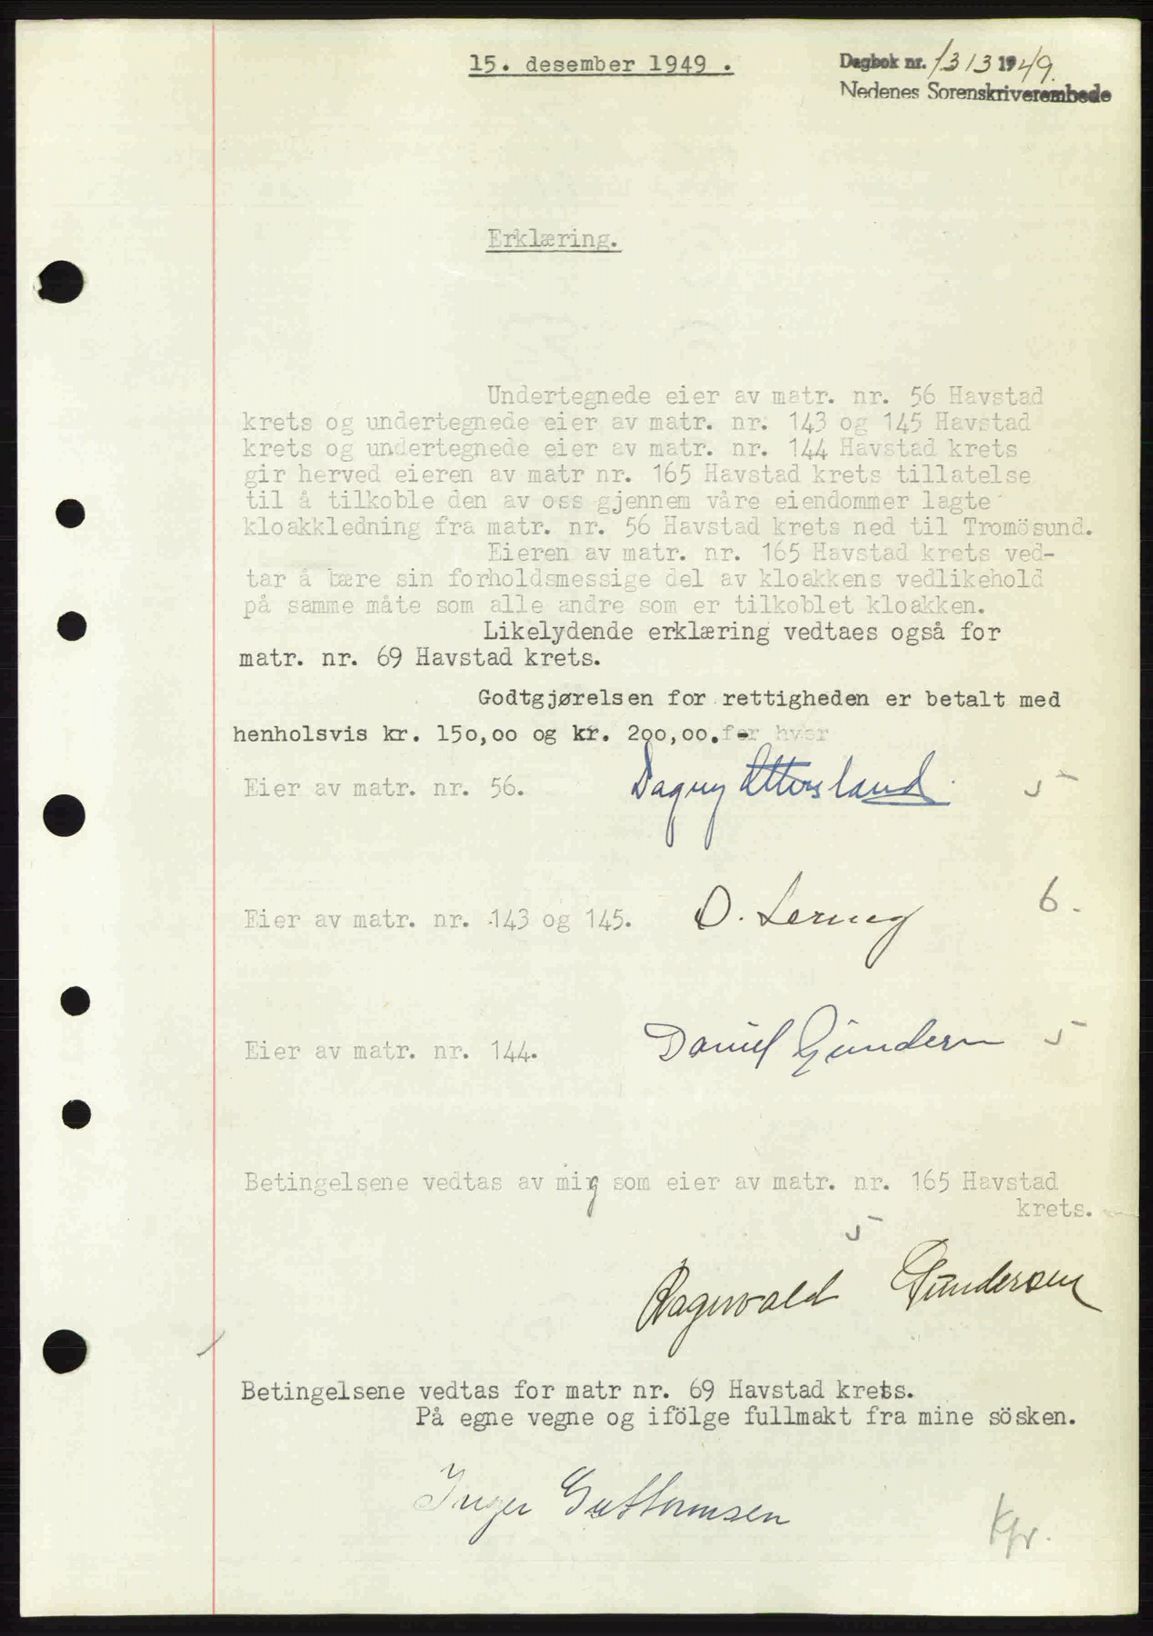 15. desember 1949.
Dagbok nr. 1313 1949.
Nedenes Sorenskriverembede
Erklæring.
Undertegnede eier av matr. nr. 56 Havstad
krets og undertegnede eier av matr. nr. 143 og 145 Havstad
krets og undertegnede eier av matr. nr. 144 Havstad krets
gir herved eieren av matr nr. 165 Havstad krets tillatelse
til å tilkoble den av oss gjennem våre eiendommer lagte
kloakkledning fra matr. nr. 56 Havstad krets ned til Tromösund.
Eieren av matr. nr. 165 Havstad krets ved-
tar å bære sin forholdsmessige del av kloakkens vedlikehold
på samme måte som alle andre som er tilkoblet kloakken.
Likelydende erklæring vedtaes også for
matr. nr. 69 Havstad krets.
Godtgjørelsen for rettigheden er betalt med
henholsvis kr. 150,00 og kr. 200,00. for hver
Eier av matr. nr. 56. Dagny 5
Eier av matr. nr. 143 og 145. D. 6.
Eier av matr. nr. 144. Daniel Gundersen 5
Betingelsene vedtas av mig som eier av matr. nr. 165 Havstad
krets.
5
Ragnvald Gundersen
Betingelsene vedtas for matr nr. 69 Havstad krets.
På egne vegne og ifölge fullmakt fra mine sösken.
Inger Guttormsen
Kfr.